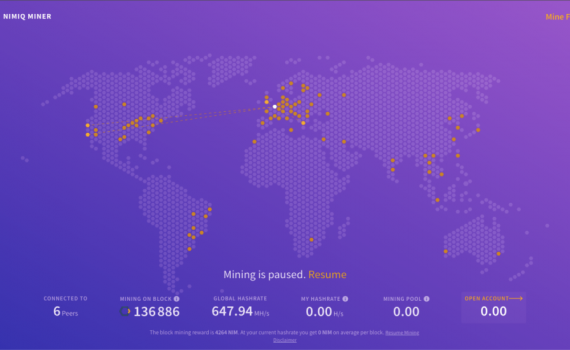 NIMIQ MINER
Mine F
Mining is paused. Resume
CONNECTED TO
6 Peers
MINING ON BLOCK
136886
GLOBAL HASHRATE
647.94 MH/s
MY HASHRATE
0.00 H/s
MINING POOL
0.00
OPEN ACCOUNT
0.00
The block mining reward is 4264 NIM. At your current hashrate you get 0 NIM on average per block. Resume Mining
Disclaimer